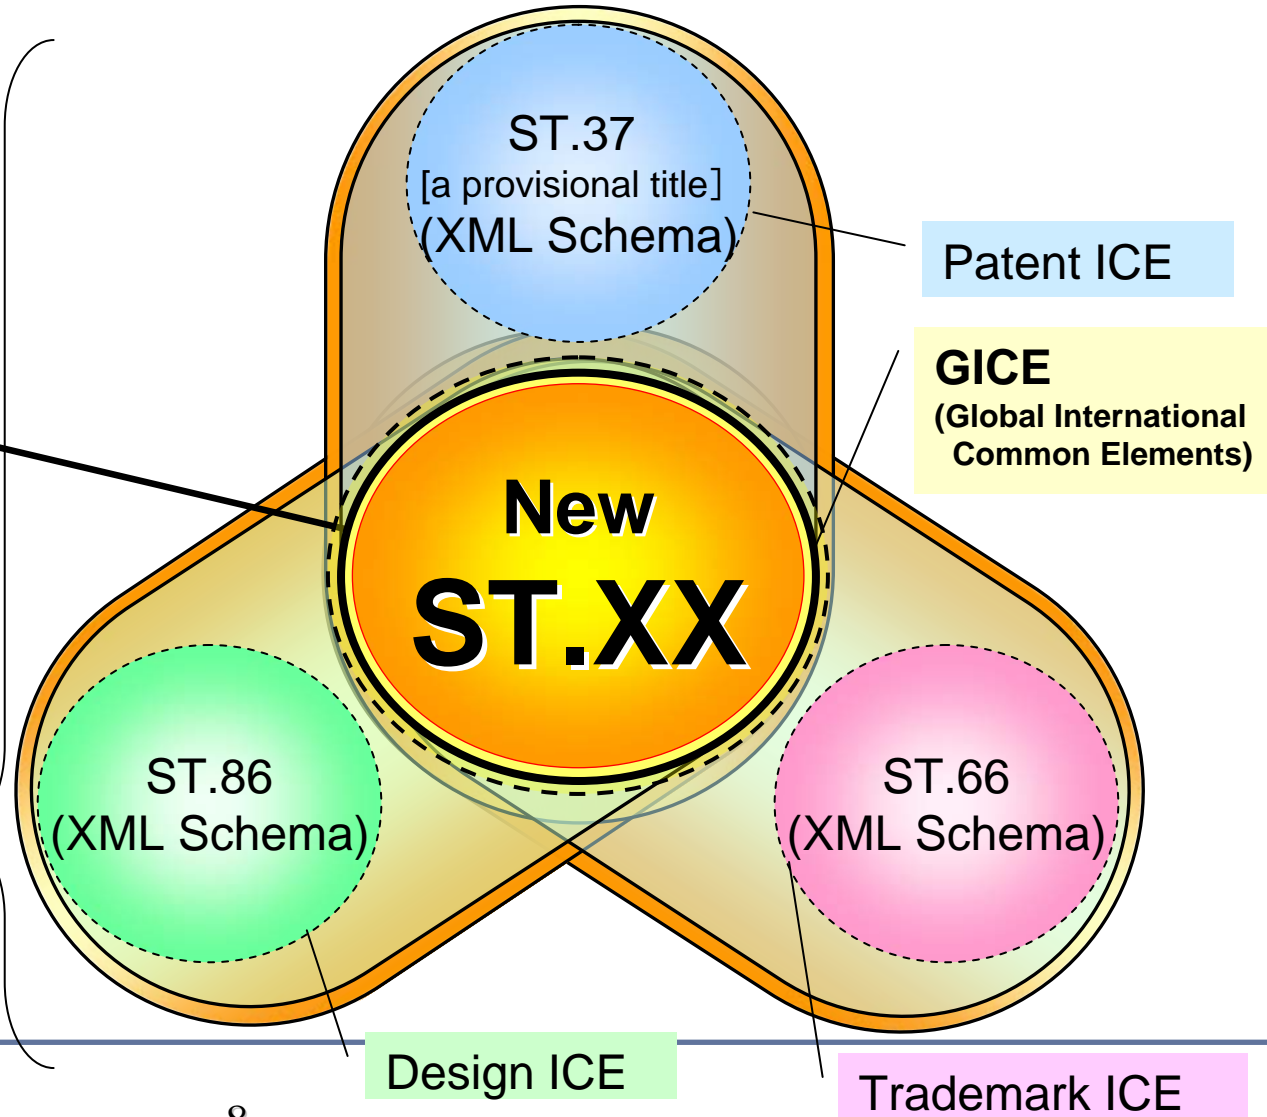 ST.37
[a provisional title］
(XML Schema)
Patent ICE
GICE
(Global International
Common Elements)
New
ST.XX
ST.86
(XML Schema)
ST.66
(XML Schema)
Design ICE
Trademark ICE
8